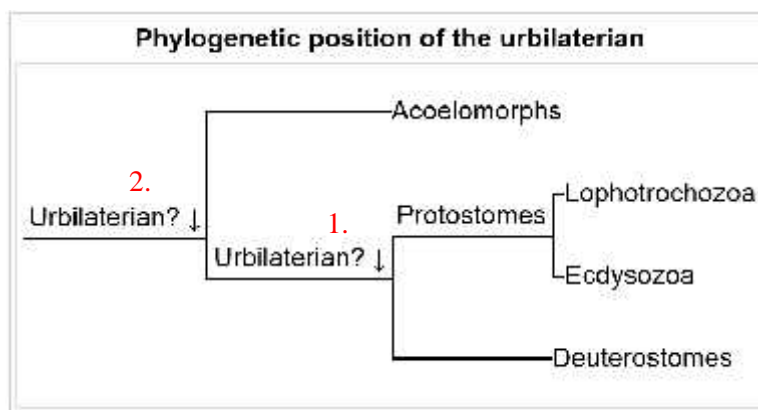 Phylogenetic position of the urbilaterian
Acoelomorphs
2.
Urbilaterian? ↓
1.
Urbilaterian? ↓
Protostomes
Lophotrochozoa
Ecdysozoa
Deuterostomes